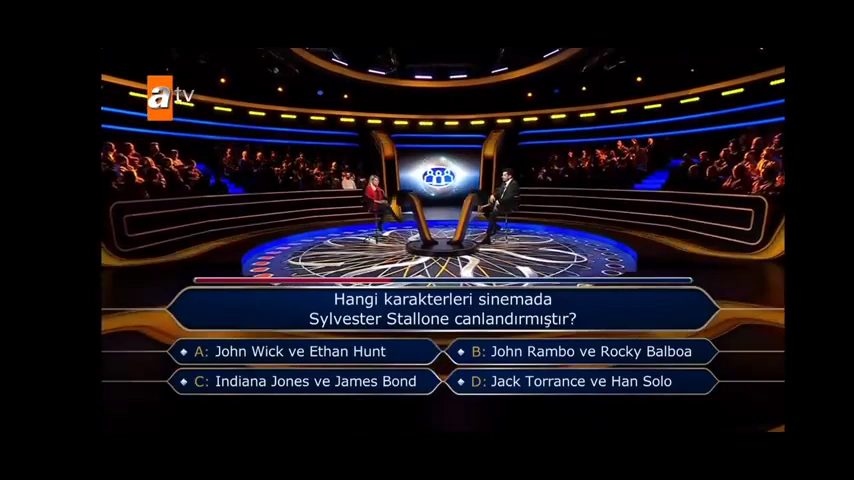 atv
Hangi karakterleri sinemada
Sylvester Stallone canlandırmıştır?
A: John Wick ve Ethan Hunt
B: John Rambo ve Rocky Balboa
C: Indiana Jones ve James Bond
D: Jack Torrance ve Han Solo